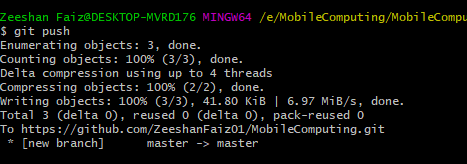 Zeeshan Faiz@DESKTOP-MVRD176 MINGW64 /e/MobileComputing/MobileCompu
$ git push
Enumerating objects: 3, done.
Counting objects: 100% (3/3), done.
Delta compression using up to 4 threads
Compressing objects: 100% (2/2), done.
Writing objects: 100% (3/3), 41.80 KiB | 6.97 MiB/s, done.
Total 3 (delta 0), reused 0 (delta 0), pack-reused 0
To https://github.com/ZeeshanFaiz01/MobileComputing.git
 * [new branch]      master -> master